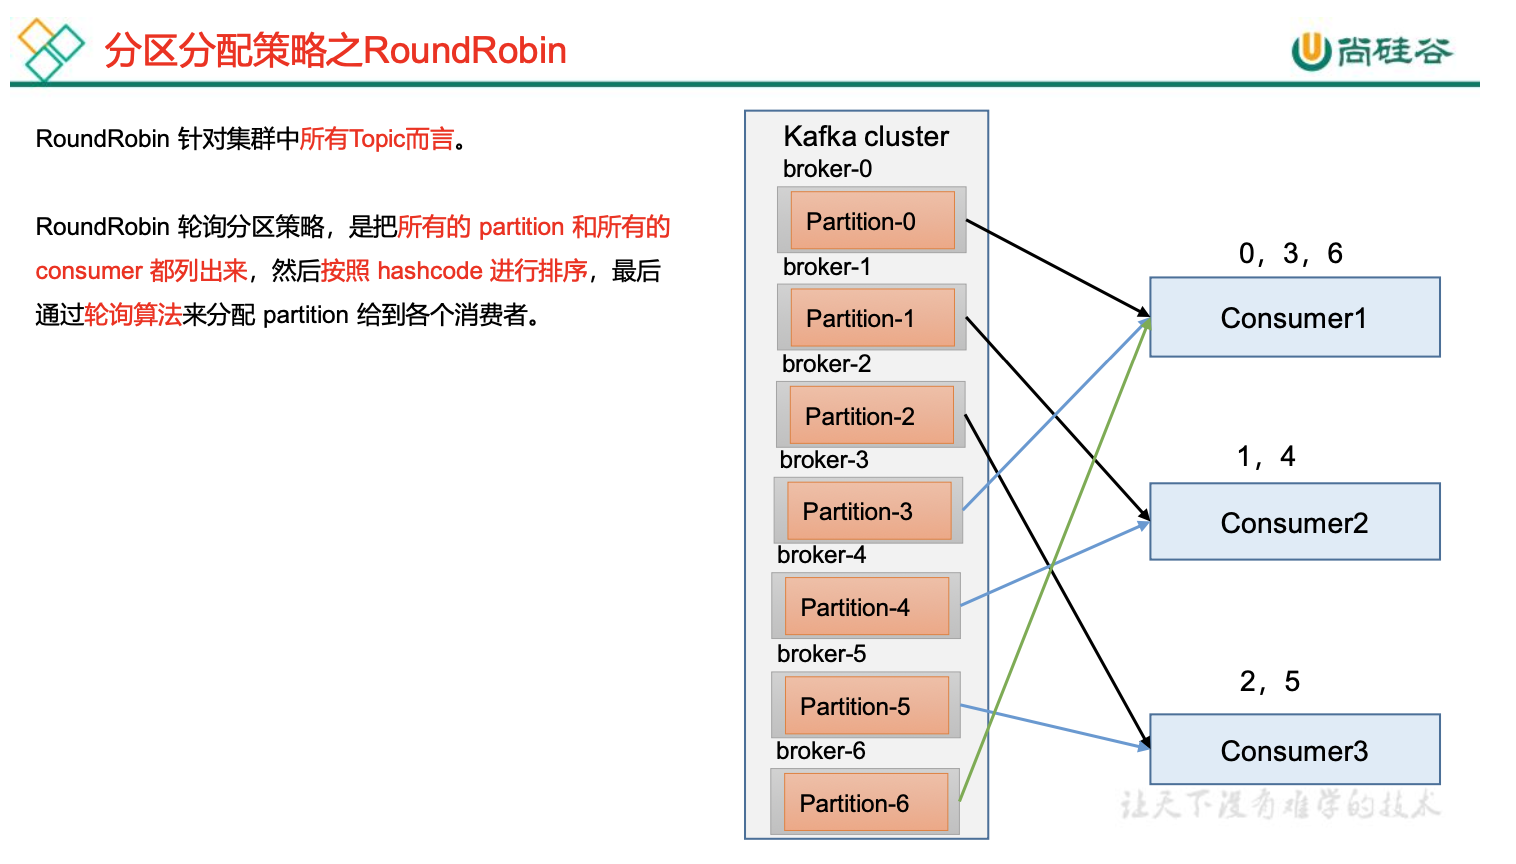 分区分配策略之RoundRobin
尚硅谷
RoundRobin 针对集群中所有Topic而言。
RoundRobin 轮询分区策略，是把所有的 partition 和所有的
consumer 都列出来，然后按照 hashcode 进行排序，最后
通过轮询算法来分配 partition 给到各个消费者。
Kafka cluster
broker-0
Partition-0
broker-1
Partition-1
broker-2
Partition-2
broker-3
Partition-3
broker-4
Partition-4
broker-5
Partition-5
broker-6
Partition-6
0，3，6
Consumer1
1，4
Consumer2
2，5
Consumer3
让天下没有难学的技术